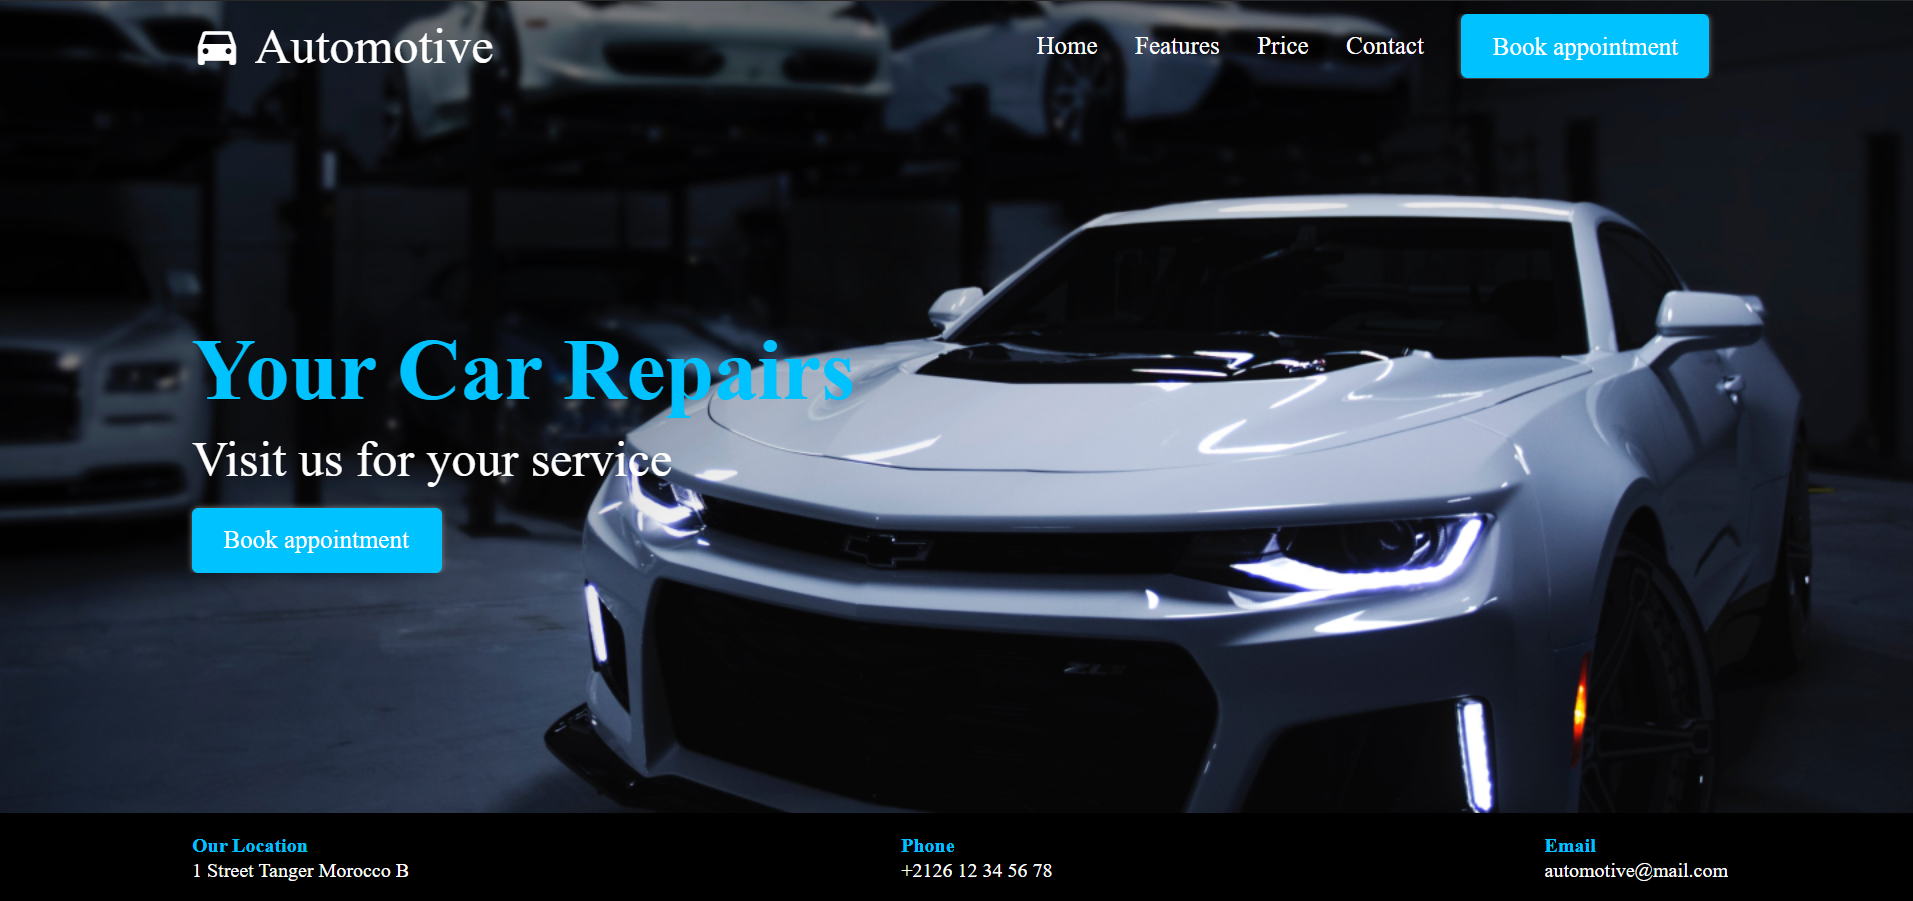 Automotive
Home Features Price Contact Book appointment
Your Car Repairs
Visit us for your service
Book appointment
Our Location
1 Street Tanger Morocco B
Phone
+2126 12 34 56 78
Email
automotive@mail.com